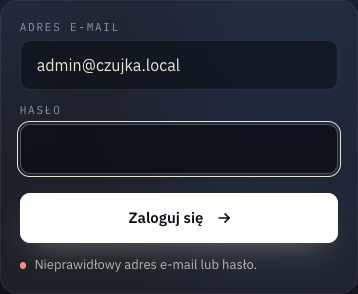 ADRES E-MAIL
admin@czujka.local
HASŁO
Zaloguj się →
Nieprawidłowy adres e-mail lub hasło.